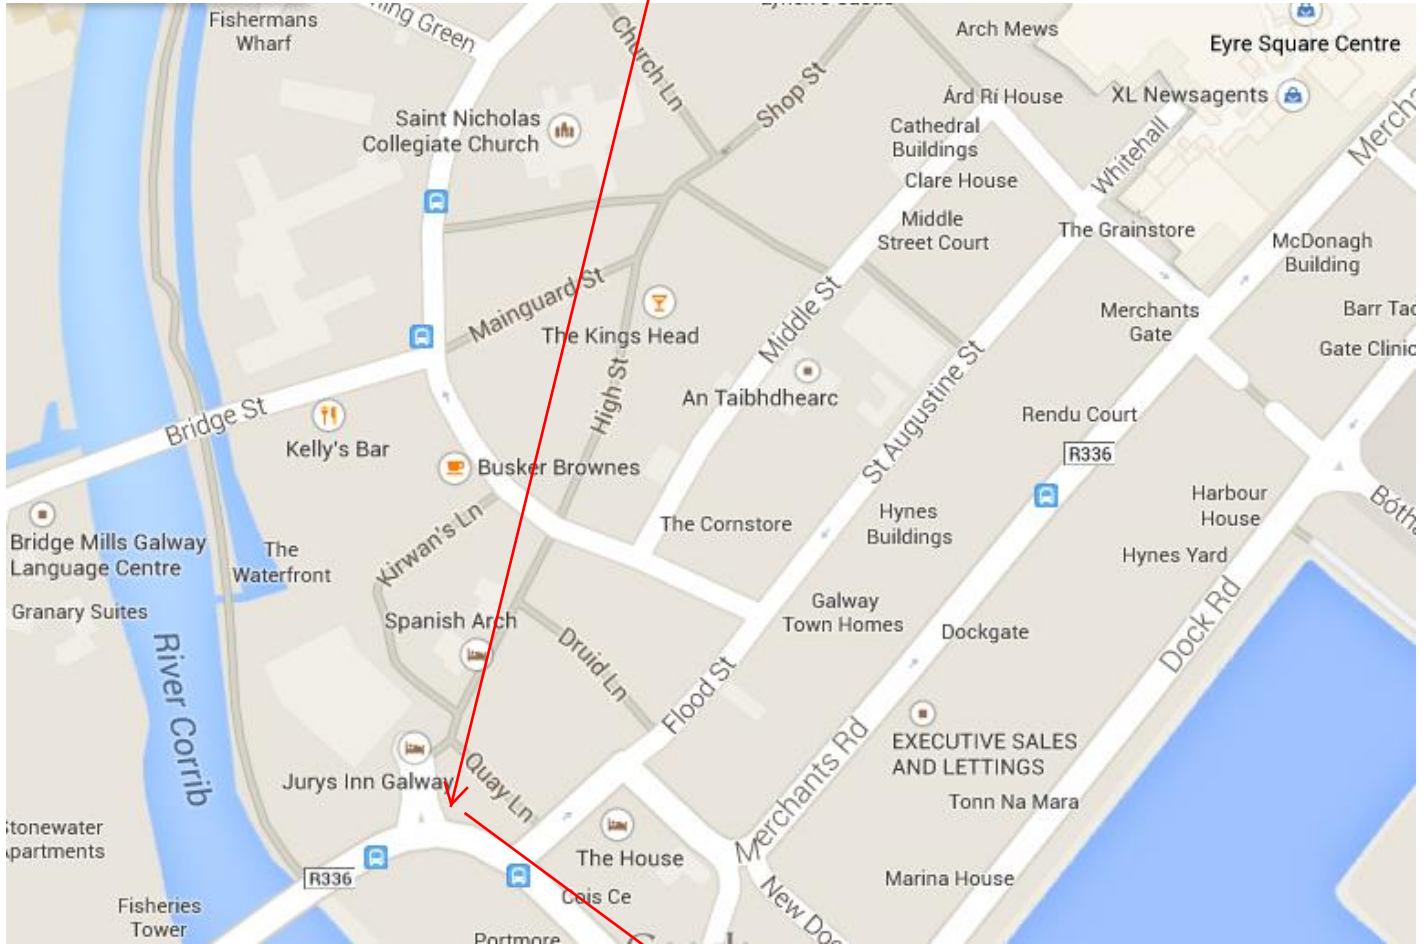 Fishermans
Wharf
ning Green
Church Ln
Shop St
Arch Mews
Eyre Square Centre
Saint Nicholas
Collegiate Church
Árd Rí House
XL Newsagents
Cathedral
Buildings
Whitehall
Clare House
Middle
Street Court
The Grainstore
McDonagh
Building
Mainguard St
The Kings Head
Middle St
Merchants
Gate
Barr Tao
Gate Clinic
High St
An Taibhdhearc
St Augustine St
Rendu Court
Bridge St
Kelly's Bar
Busker Brownes
R336
Harbour
House
Bridge Mills Galway
Language Centre
The
Waterfront
Kirwan's Ln
The Cornstore
Hynes
Buildings
Hynes Yard
Granary Suites
Spanish Arch
Druid Ln
Galway
Town Homes
Dockgate
Dock Rd
River Corrib
Flood St
Jurys Inn Galway
Quay Ln
Merchants Rd
EXECUTIVE SALES
AND LETTINGS
Tonn Na Mara
Stonewater
Apartments
The House
R336
Cois Ce
Marina House
Fisheries
Tower
Portmore
New Doc